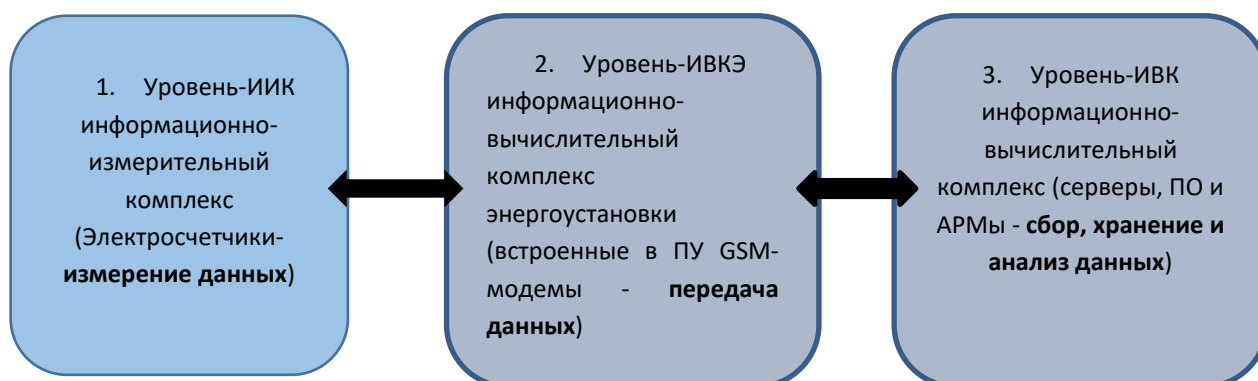 1. Уровень-ИИК
информационно-
измерительный
комплекс
(Электросчетчики-
измерение данных)
2. Уровень-ИВКЭ
информационно-
вычислительный
комплекс
энергоустановки
(встроенные в ПУ GSM-
модемы - передача
данных)
3. Уровень-ИВК
информационно-
вычислительный
комплекс (серверы, ПО и
АРМы - сбор, хранение и
анализ данных)